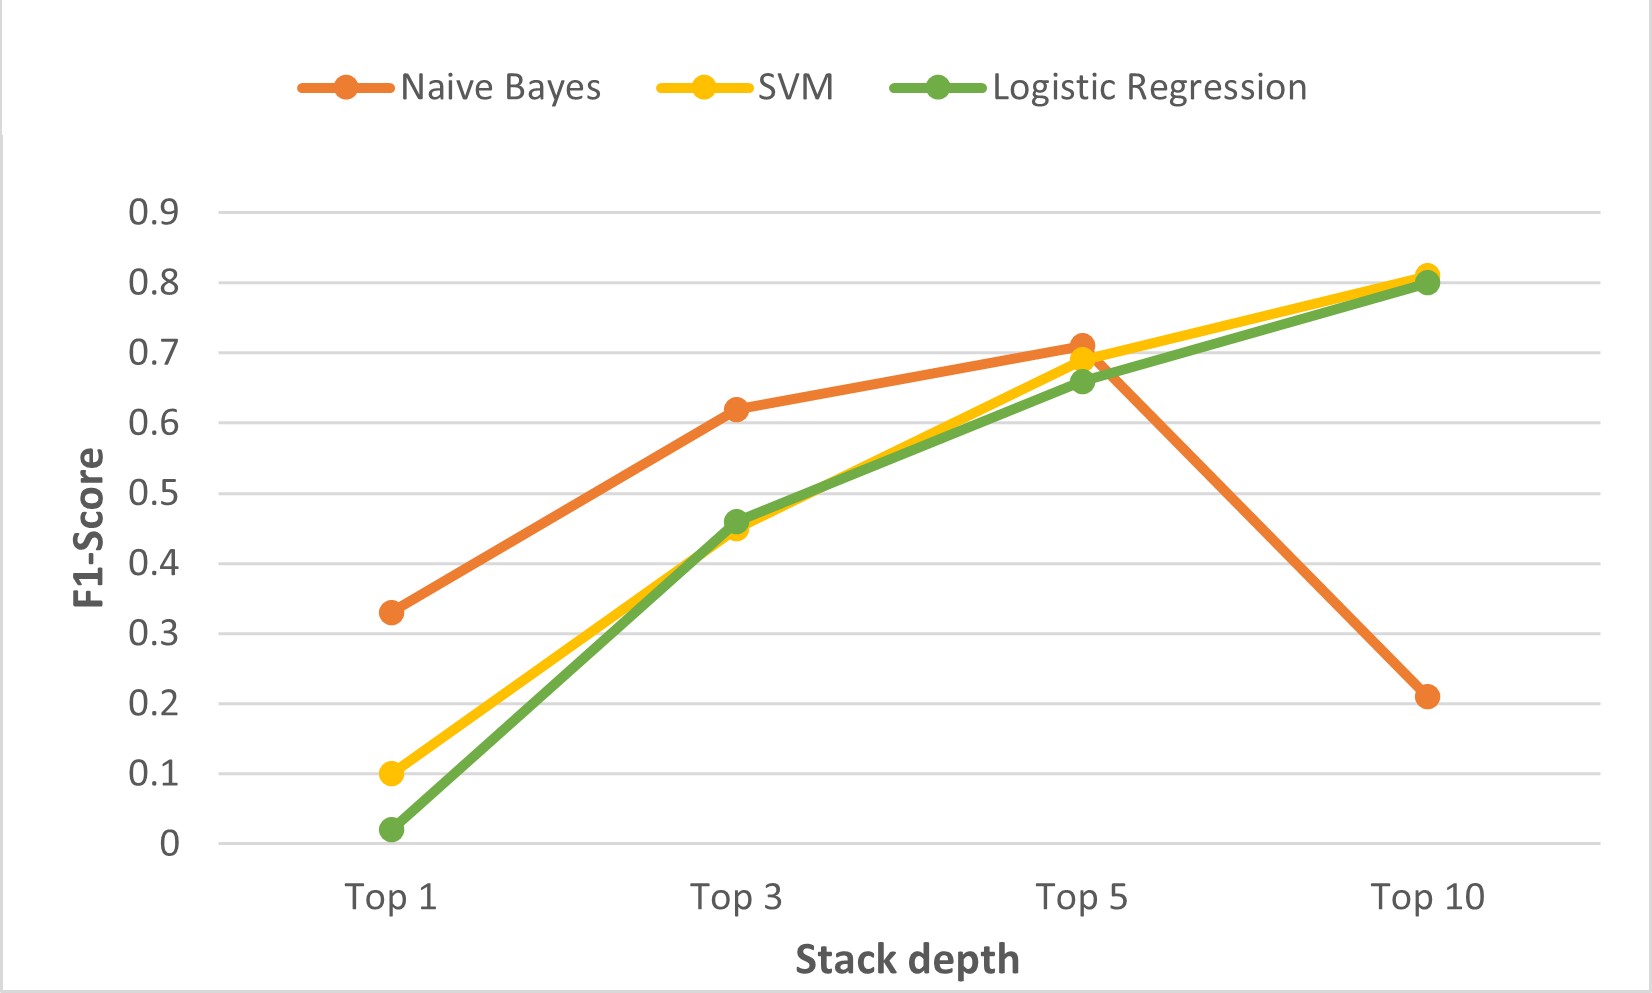 Naive Bayes SVM Logistic Regression
0.9
0.8
0.7
0.6
0.5
0.4
0.3
0.2
0.1
0
F1-Score
Top 1 Top 3 Top 5 Top 10
Stack depth